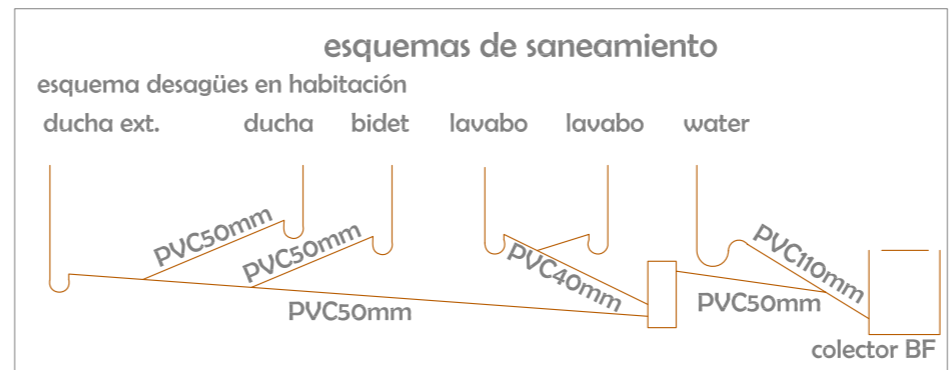 esquemas de saneamiento
esquema desagües en habitación
ducha ext. ducha bidet lavabo lavabo water
PVC50mm
PVC50mm
PVC40mm
PVC110mm
PVC50mm
PVC50mm
colector BF